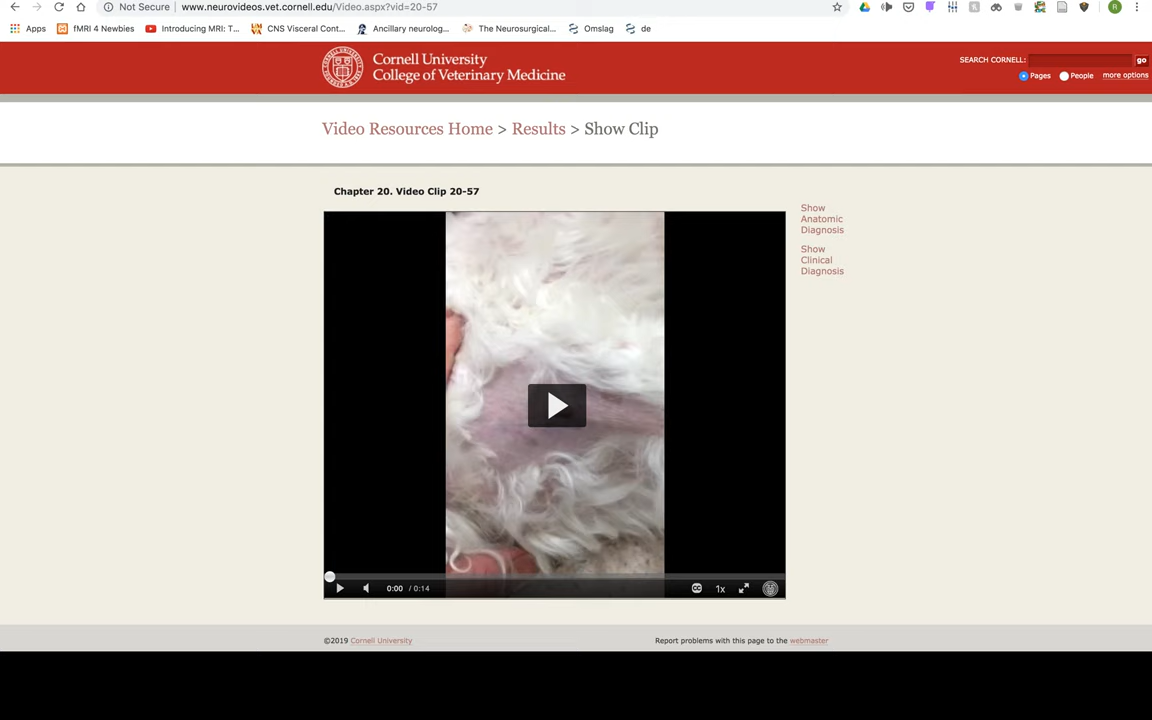 Not Secure www.neurovideos.vet.cornell.edu/Video.aspx?vid=20-57
Apps fMRI 4 Newbies Introducing MRI: T... CNS Visceral Cont... Ancillary neurolog... The Neurosurgical... Omslag de
R
Cornell University
College of Veterinary Medicine
SEARCH CORNELL: go
Pages People more options
Video Resources Home > Results > Show Clip
Chapter 20. Video Clip 20-57
Show
Anatomic
Diagnosis
Show
Clinical
Diagnosis
0:00 / 0:14 CC 1x
©2019 Cornell University Report problems with this page to the webmaster